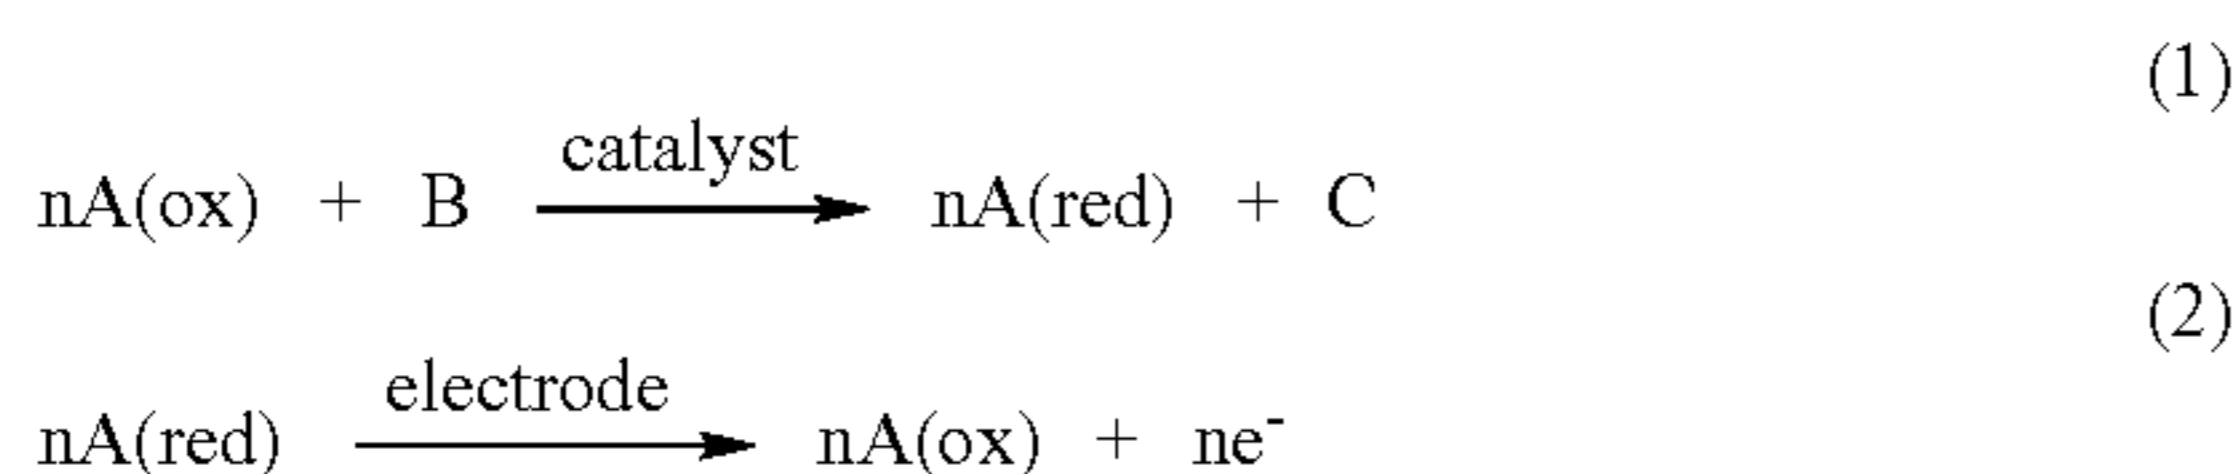 (1)
catalyst
nA(ox) + B → nA(red) + C
(2)
electrode
nA(red) → nA(ox) + ne⁻